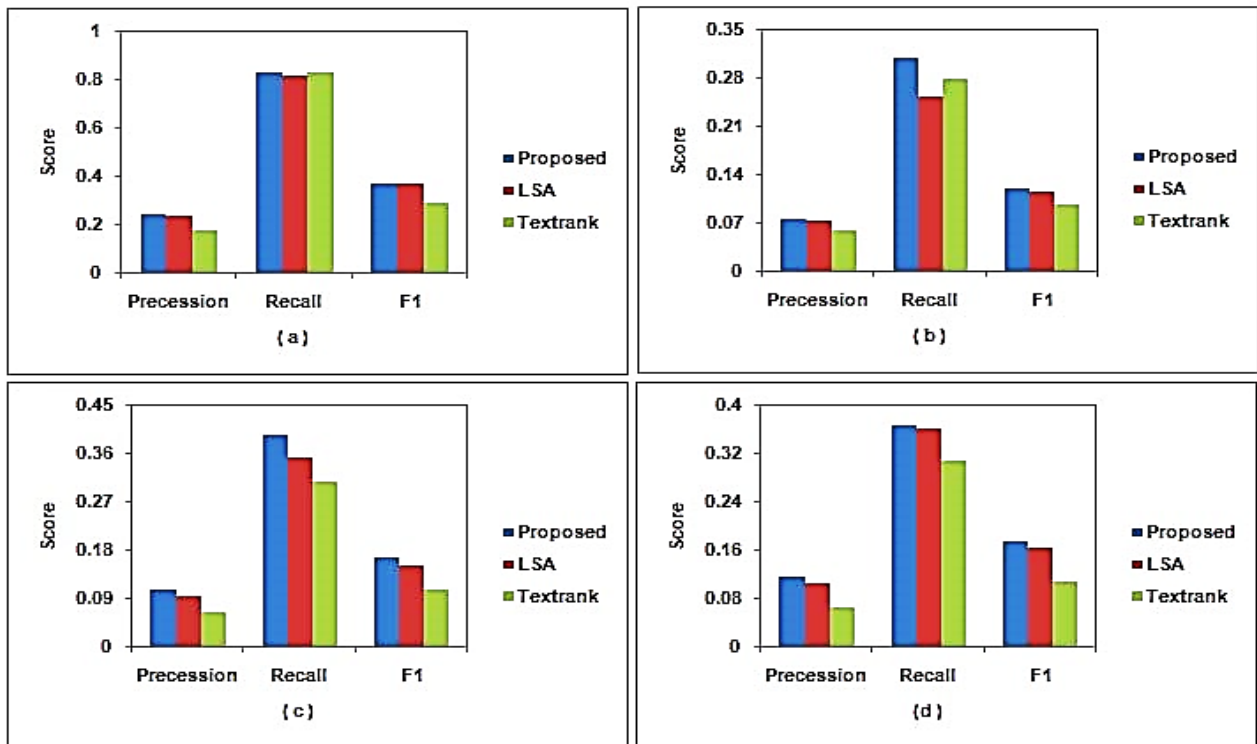 1
0.8
0.6
0.4
0.2
0
Score
Precession Recall F1
Proposed
LSA
Textrank
(a)
0.35
0.28
0.21
0.14
0.07
0
Score
Precession Recall F1
Proposed
LSA
Textrank
(b)
0.45
0.36
0.27
0.18
0.09
0
Score
Precession Recall F1
Proposed
LSA
Textrank
(c)
0.4
0.32
0.24
0.16
0.08
0
Score
Precession Recall F1
Proposed
LSA
Textrank
(d)